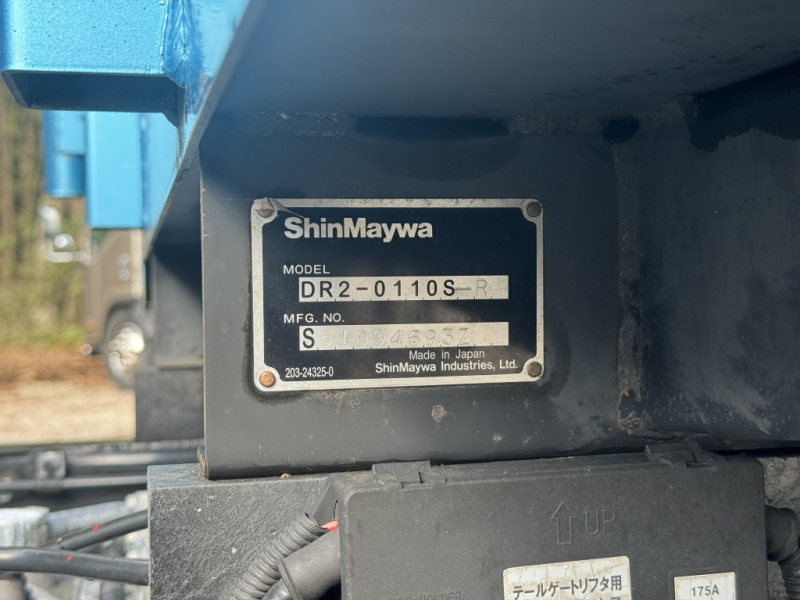 ShinMaywa
MODEL
DR2-0110S-R
MFG. NO.
S 1094693Z
Made in Japan
203-24325-0 ShinMaywa Industries, Ltd.
⇧UP
テールゲートリフタ用
175A